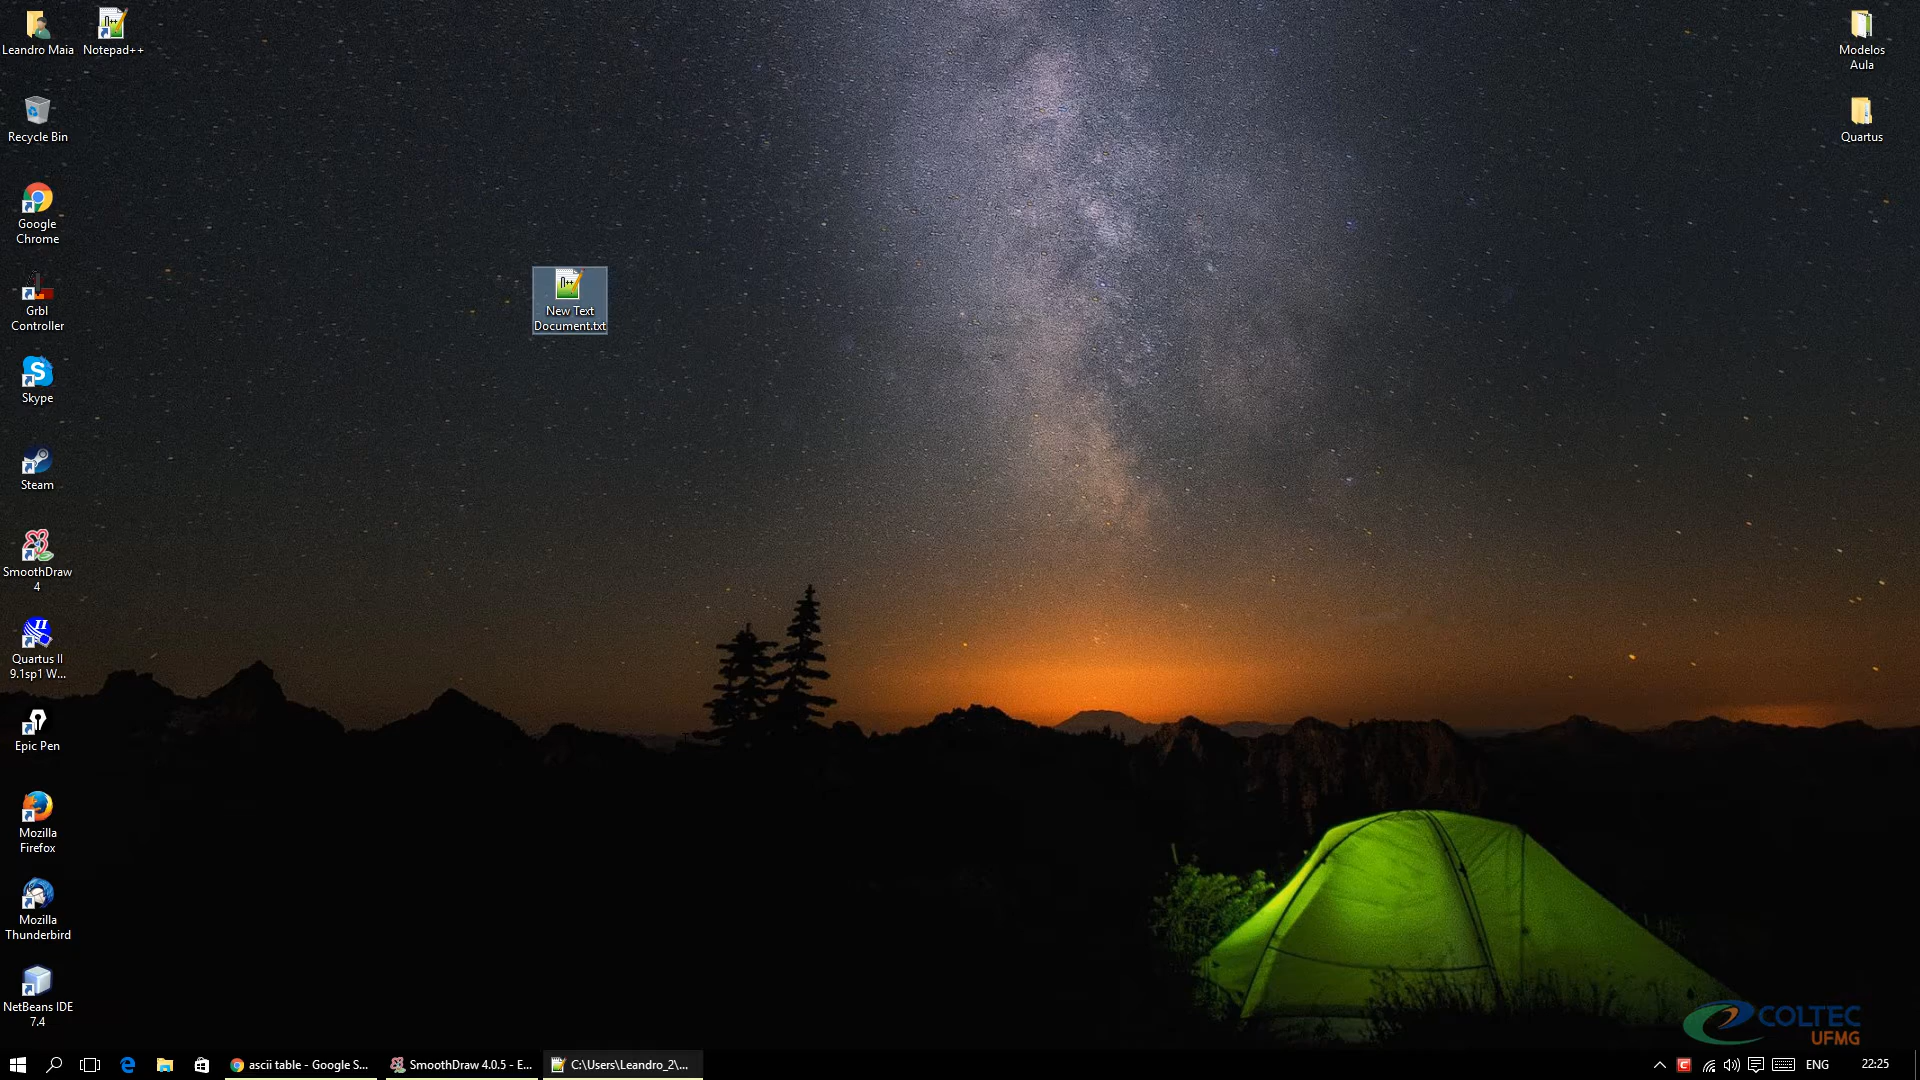 Leandro Maia
Notepad++
Modelos
Aula
Recycle Bin
Quartus
Google
Chrome
Grbl
Controller
New Text
Document.txt
Skype
Steam
SmoothDraw
4
Quartus II
9.1sp1 W...
Epic Pen
Mozilla
Firefox
Mozilla
Thunderbird
NetBeans IDE
7.4
COLTEC
UFMG
ascii table - Google S...
SmoothDraw 4.0.5 - E...
C:\Users\Leandro_2\...
ENG
22:25